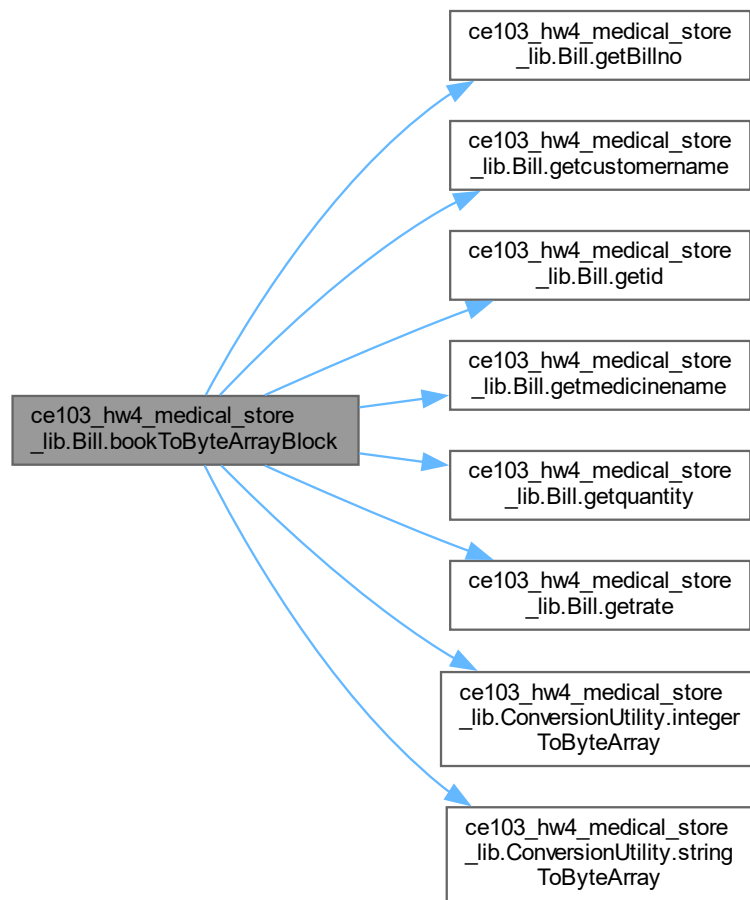 ce103_hw4_medical_store
_lib.Bill.getBillno
ce103_hw4_medical_store
_lib.Bill.getcustomername
ce103_hw4_medical_store
_lib.Bill.getid
ce103_hw4_medical_store
_lib.Bill.getmedicinename
ce103_hw4_medical_store
_lib.Bill.bookToByteArrayBlock
ce103_hw4_medical_store
_lib.Bill.getquantity
ce103_hw4_medical_store
_lib.Bill.getrate
ce103_hw4_medical_store
_lib.ConversionUtility.integer
ToByteArray
ce103_hw4_medical_store
_lib.ConversionUtility.string
ToByteArray